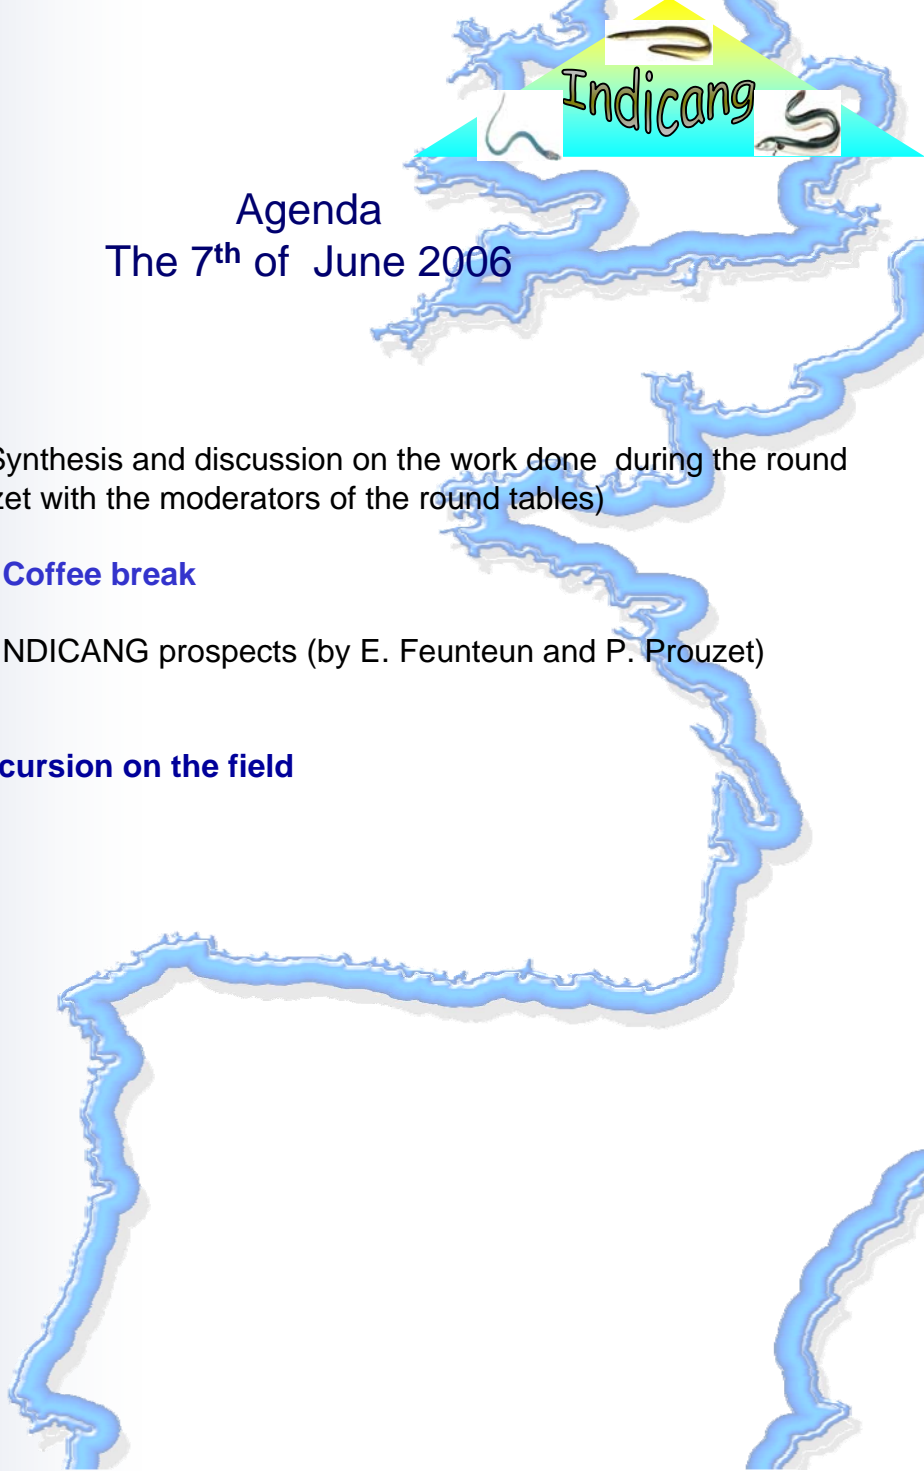 Indicang
Agenda
The 7th of June 2006
Synthesis and discussion on the work done during the round
zet with the moderators of the round tables)
Coffee break
NDICANG prospects (by E. Feunteun and P. Prouzet)
cursion on the field